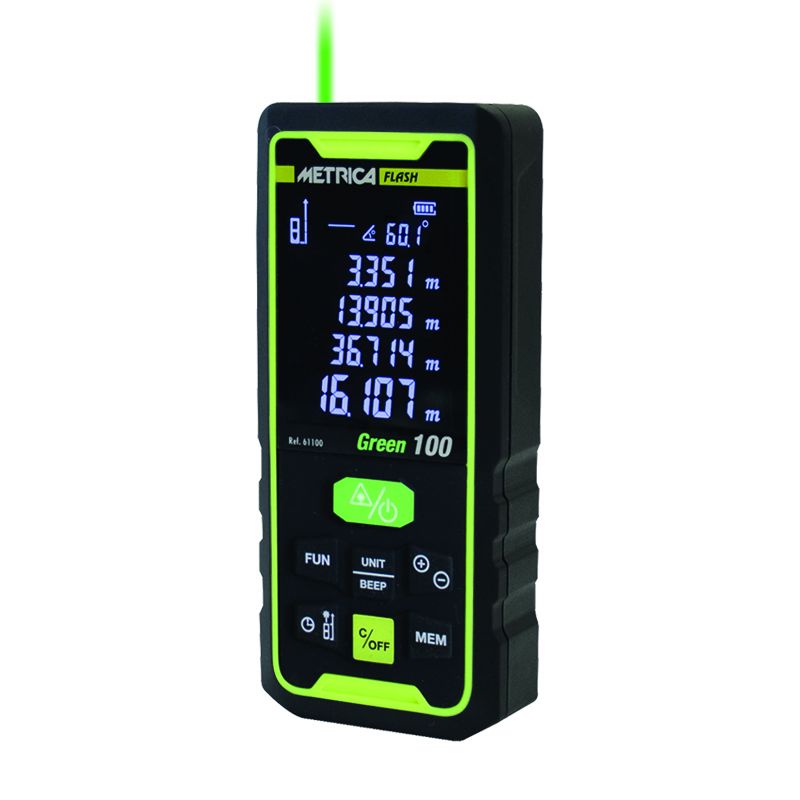 METRICA FLASH
60.1°
3.351 m
13.905 m
36.714 m
16.107 m
Ref. 61100 Green 100
FUN UNIT BEEP
C/OFF MEM